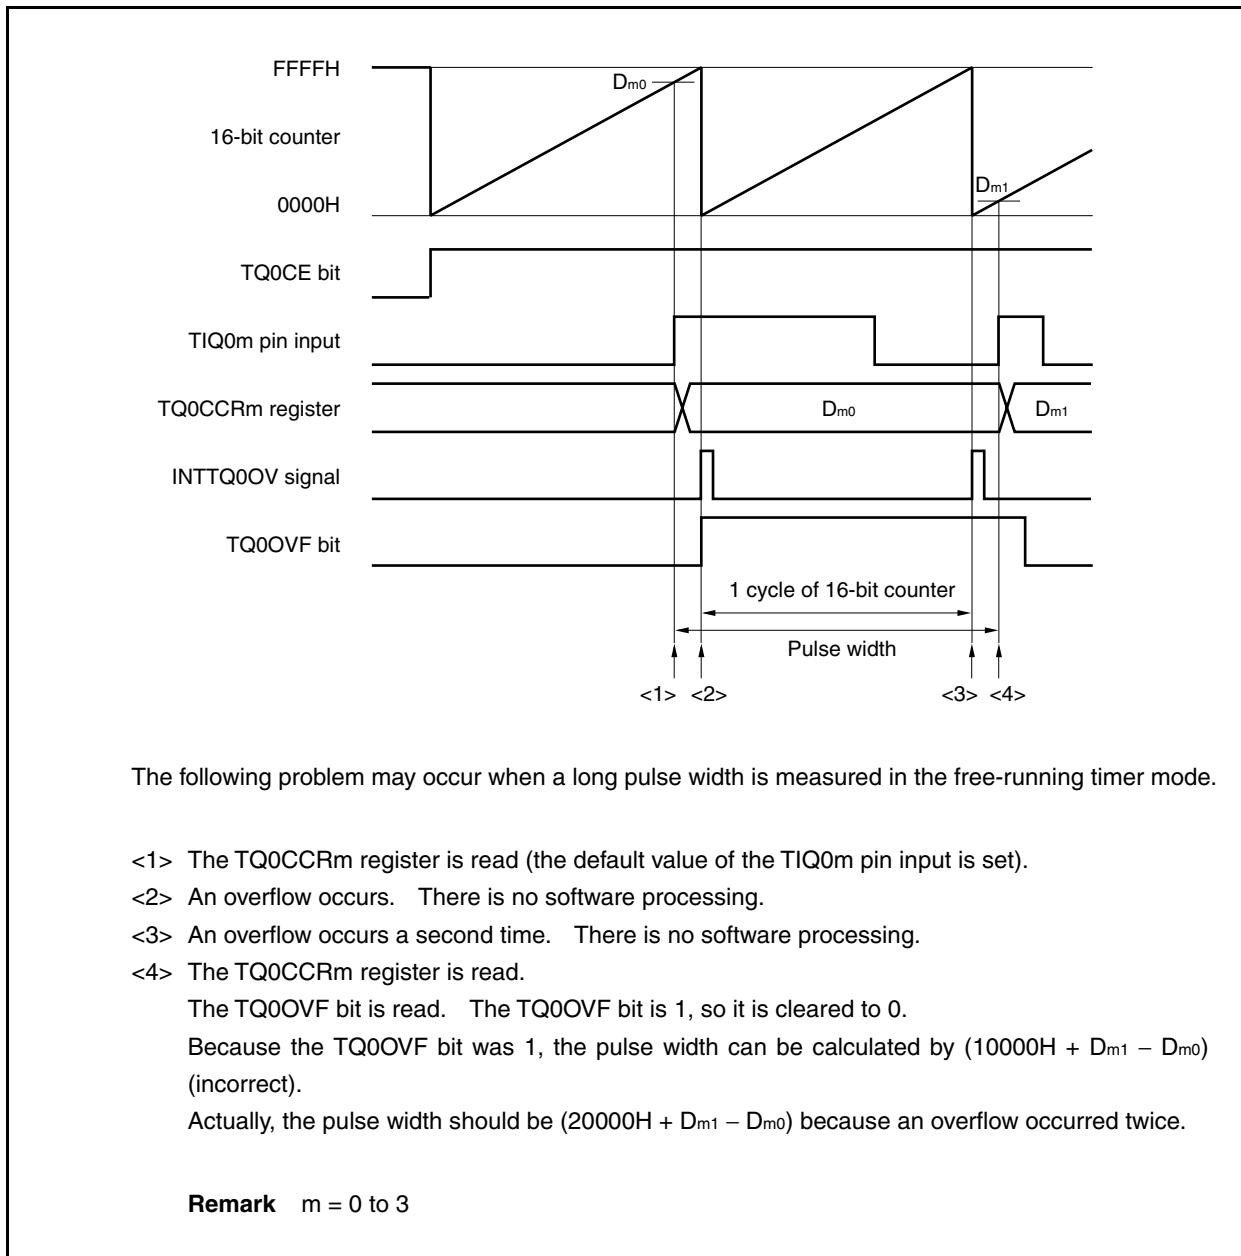 FFFFH
Dm0
16-bit counter
Dm1
0000H
TQ0CE bit
TIQ0m pin input
TQ0CCRm register
Dm0
Dm1
INTTQ0OV signal
TQ0OVF bit
1 cycle of 16-bit counter
Pulse width
<1> <2> <3> <4>
The following problem may occur when a long pulse width is measured in the free-running timer mode.
<1> The TQ0CCRm register is read (the default value of the TIQ0m pin input is set).
<2> An overflow occurs. There is no software processing.
<3> An overflow occurs a second time. There is no software processing.
<4> The TQ0CCRm register is read.
The TQ0OVF bit is read. The TQ0OVF bit is 1, so it is cleared to 0.
Because the TQ0OVF bit was 1, the pulse width can be calculated by (10000H + Dm1 − Dm0)
(incorrect).
Actually, the pulse width should be (20000H + Dm1 − Dm0) because an overflow occurred twice.
Remark m = 0 to 3